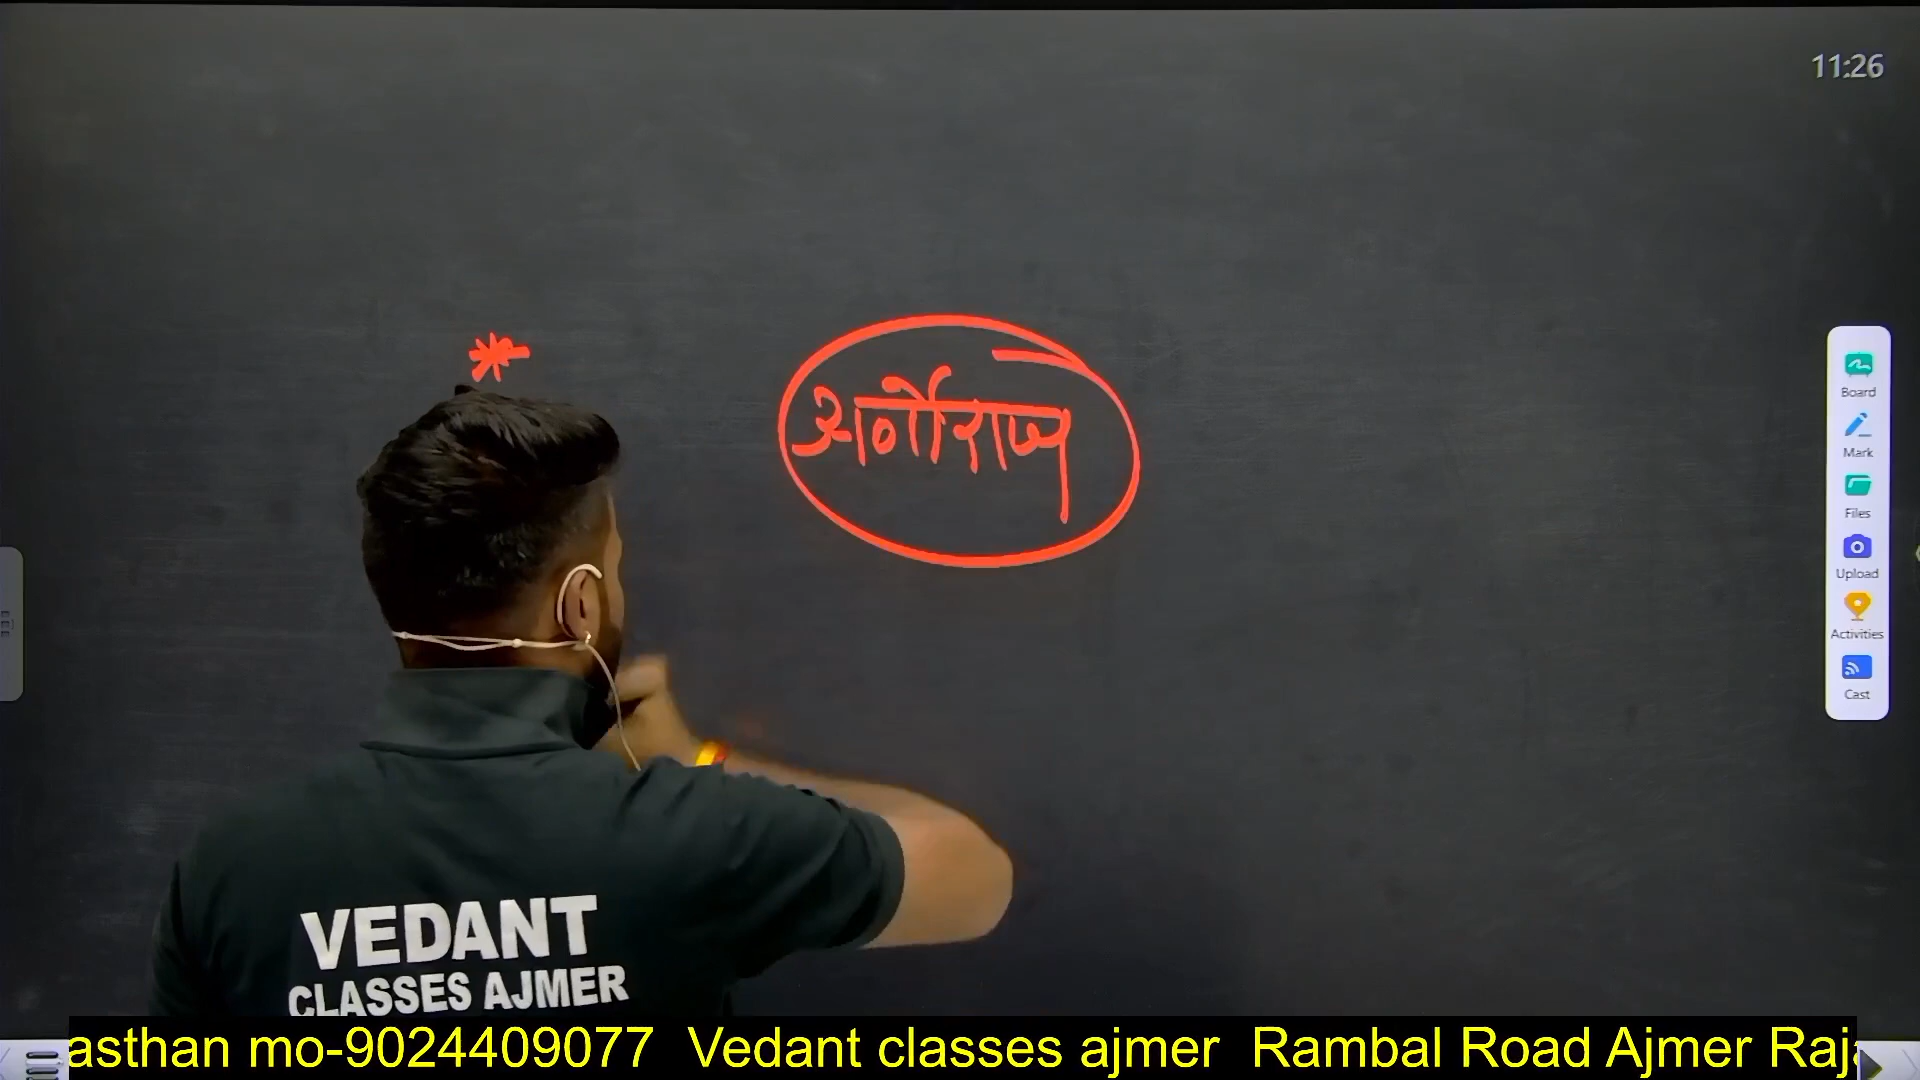 11:26
*
अर्णोराज
Board
Mark
Files
Upload
Activities
Cast
VEDANT
CLASSES AJMER
asthan mo-9024409077 Vedant classes ajmer Rambal Road Ajmer Raja